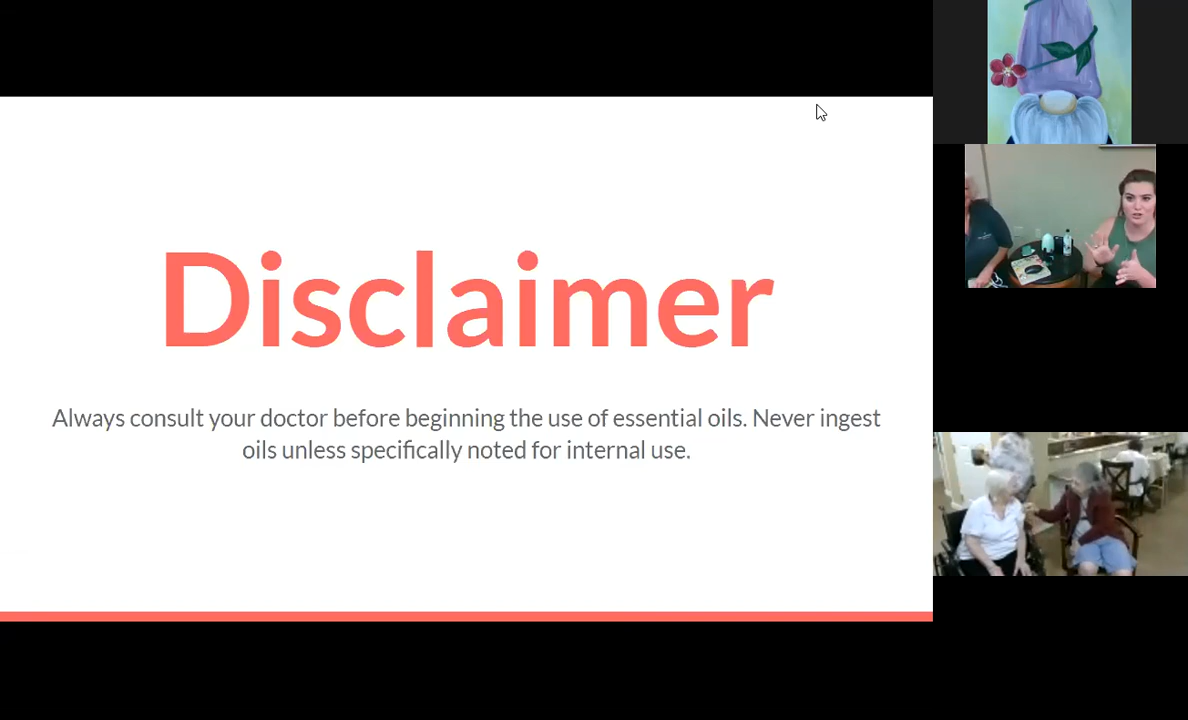 Disclaimer
Always consult your doctor before beginning the use of essential oils. Never ingest
oils unless specifically noted for internal use.